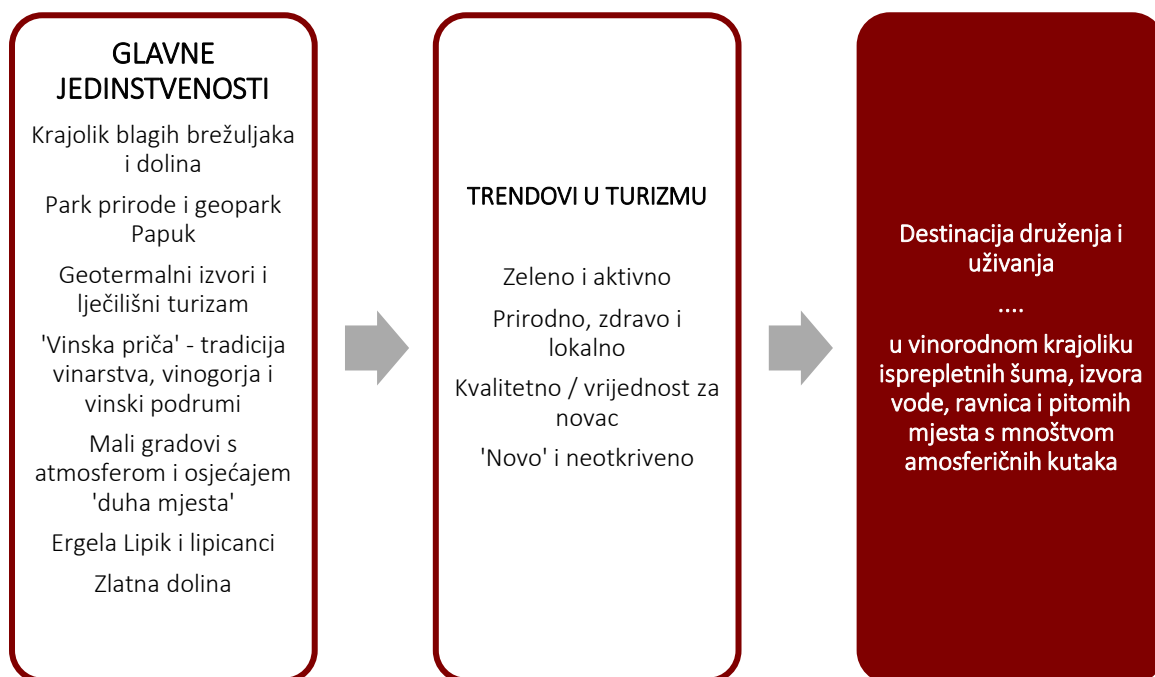 GLAVNE
JEDINSTVENOSTI
Krajolik blagih brežuljaka
i dolina
Park prirode i geopark
Papuk
Geotermalni izvori i
lječilišni turizam
'Vinska priča' - tradicija
vinarstva, vinogorja i
vinski podrumi
Mali gradovi s
atmosferom i osjećajem
'duha mjesta'
Ergela Lipik i lipicanci
Zlatna dolina
TRENDOVI U TURIZMU
Zeleno i aktivno
Prirodno, zdravo i
lokalno
Kvalitetno / vrijednost za
novac
'Novo' i neotkriveno
Destinacija druženja i
uživanja
....
u vinorodnom krajoliku
isprepletnih šuma, izvora
vode, ravnica i pitomih
mjesta s mnoštvom
amosferičnih kutaka